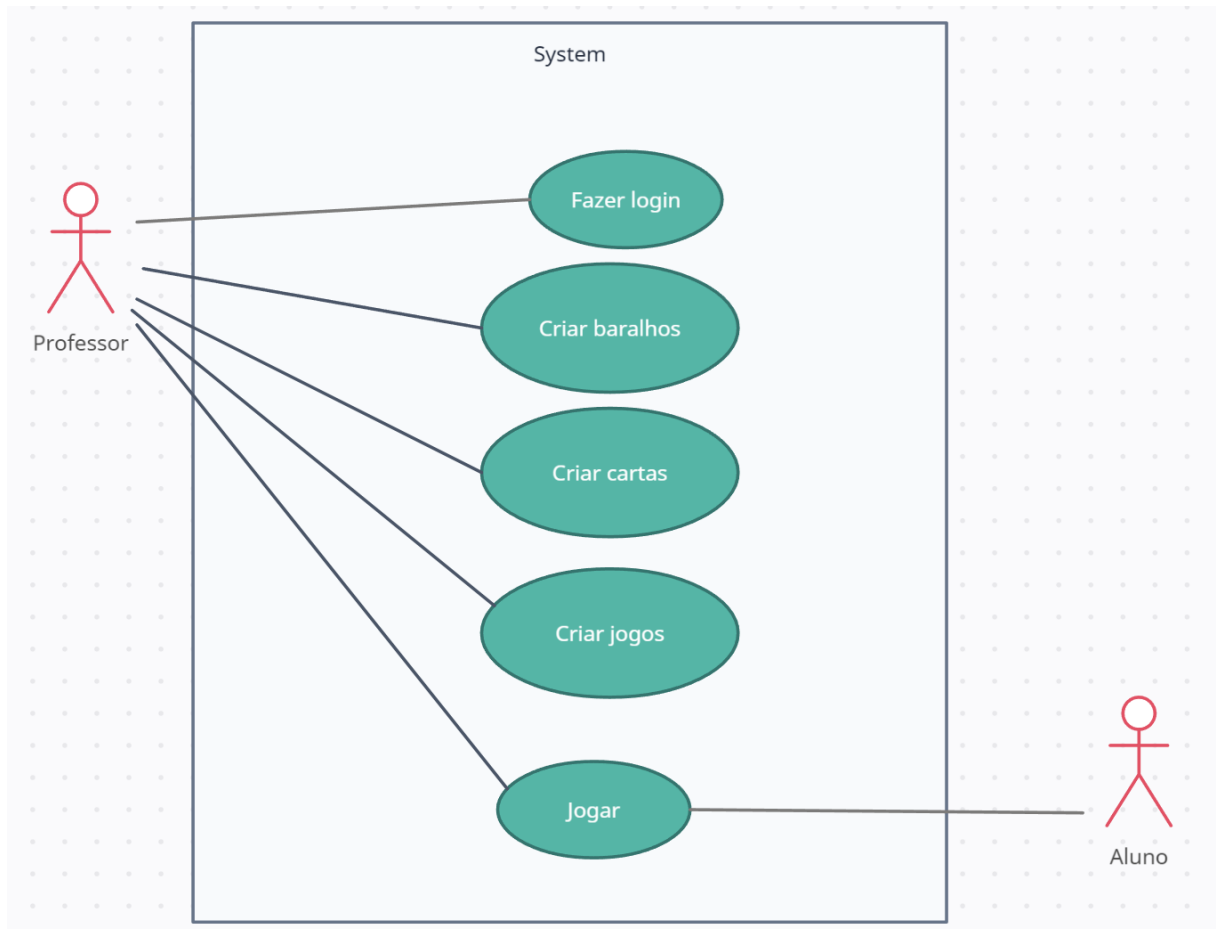 System
Fazer login
Professor
Criar baralhos
Criar cartas
Criar jogos
Jogar
Aluno